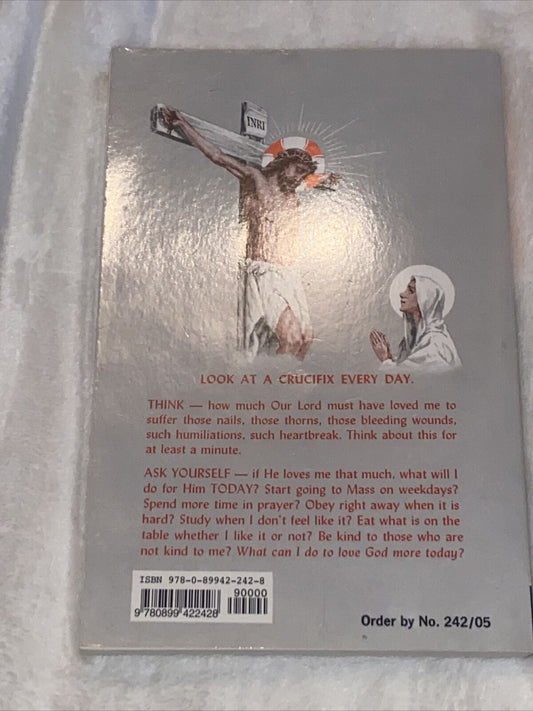 INRI
LOOK AT A CRUCIFIX EVERY DAY.
THINK — how much Our Lord must have loved me to
suffer those nails, those thorns, those bleeding wounds,
such humiliations, such heartbreak. Think about this for
at least a minute.
ASK YOURSELF — if He loves me that much, what will I
do for Him TODAY? Start going to Mass on weekdays?
Spend more time in prayer? Obey right away when it is
hard? Study when I don't feel like it? Eat what is on the
table whether I like it or not? Be kind to those who are
not kind to me? What can I do to love God more today?
ISBN 978-0-89942-242-8
90000
9 780899 422428
Order by No. 242/05